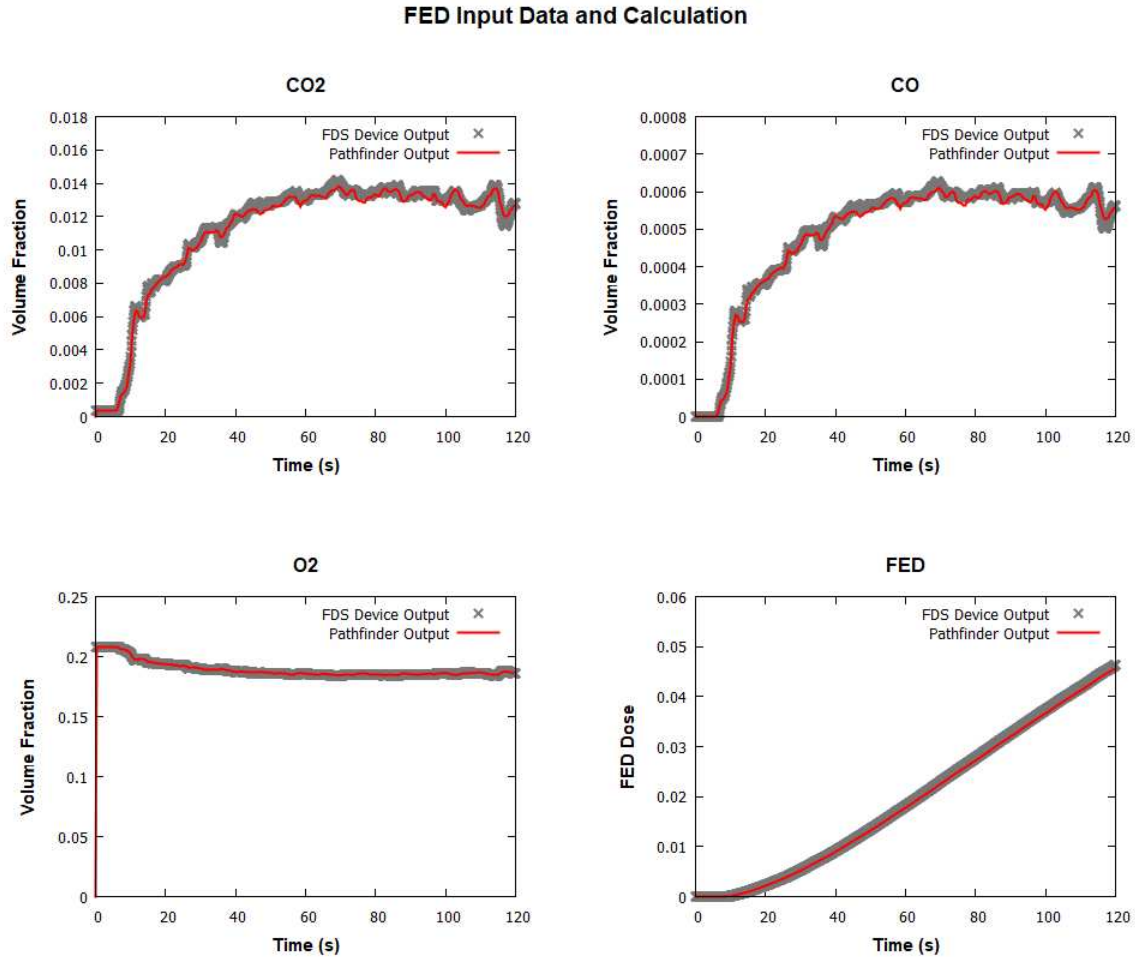 FED Input Data and Calculation
CO2
Volume Fraction
0.018
0.016
0.014
0.012
0.01
0.008
0.006
0.004
0.002
0
FDS Device Output
Pathfinder Output
0 20 40 60 80 100 120
Time (s)
CO
Volume Fraction
0.0008
0.0007
0.0006
0.0005
0.0004
0.0003
0.0002
0.0001
0
FDS Device Output
Pathfinder Output
0 20 40 60 80 100 120
Time (s)
O2
Volume Fraction
0.25
0.2
0.15
0.1
0.05
0
FDS Device Output
Pathfinder Output
0 20 40 60 80 100 120
Time (s)
FED
FED Dose
0.06
0.05
0.04
0.03
0.02
0.01
0
FDS Device Output
Pathfinder Output
0 20 40 60 80 100 120
Time (s)